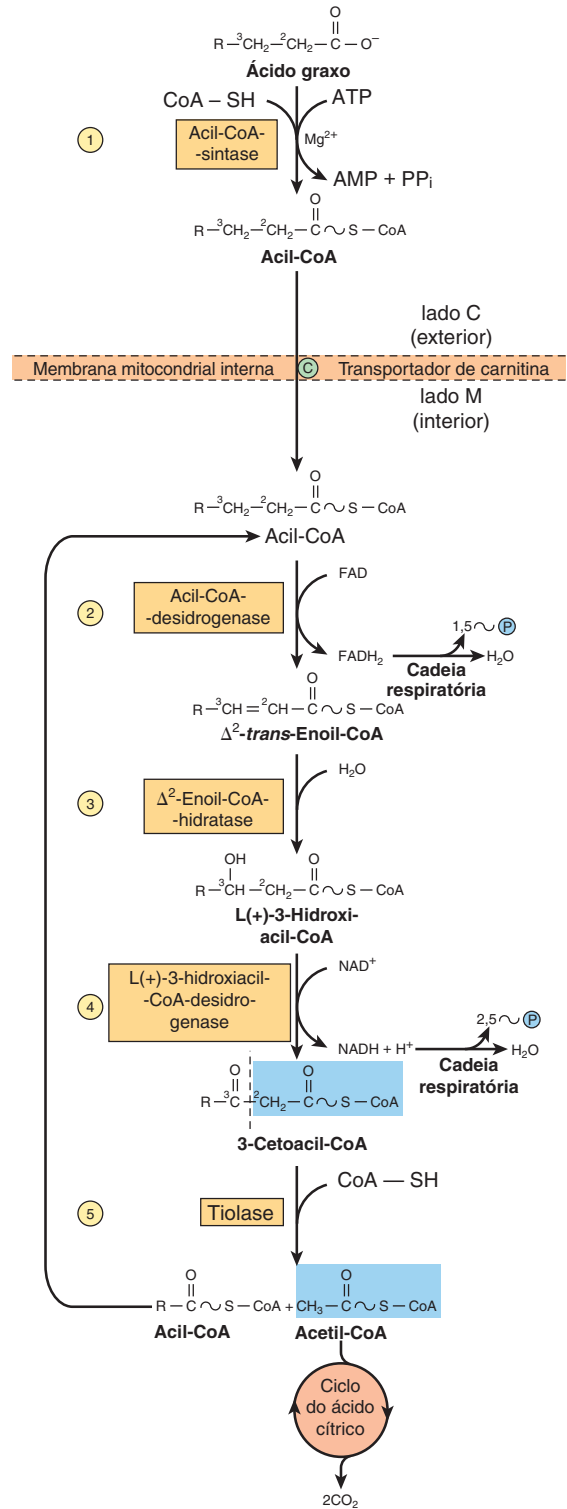 O
R—³CH₂—²CH₂—C—O⁻
Ácido graxo
CoA – SH
ATP
1
Acil-CoA-
-sintase
Mg²⁺
AMP + PPᵢ
O
R—³CH₂—²CH₂—C～S—CoA
Acil-CoA
lado C
(exterior)
Membrana mitocondrial interna C Transportador de carnitina
lado M
(interior)
O
R—³CH₂—²CH₂—C～S—CoA
Acil-CoA
2
Acil-CoA-
-desidrogenase
FAD
FADH₂
1,5～P
H₂O
Cadeia
respiratória
O
R—³CH=²CH—C～S—CoA
Δ²-trans-Enoil-CoA
H₂O
3
Δ²-Enoil-CoA-
-hidratase
OH O
R—³CH—²CH₂—C～S—CoA
L(+)-3-Hidroxi-
acil-CoA
4
L(+)-3-hidroxiacil-
-CoA-desidro-
genase
NAD⁺
NADH + H⁺
2,5～P
H₂O
Cadeia
respiratória
O O
R—³C—²CH₂—C～S—CoA
3-Cetoacil-CoA
CoA — SH
5
Tiolase
O O
R—C～S—CoA + CH₃—C～S—CoA
Acil-CoA Acetil-CoA
Ciclo
do ácido
cítrico
2CO₂